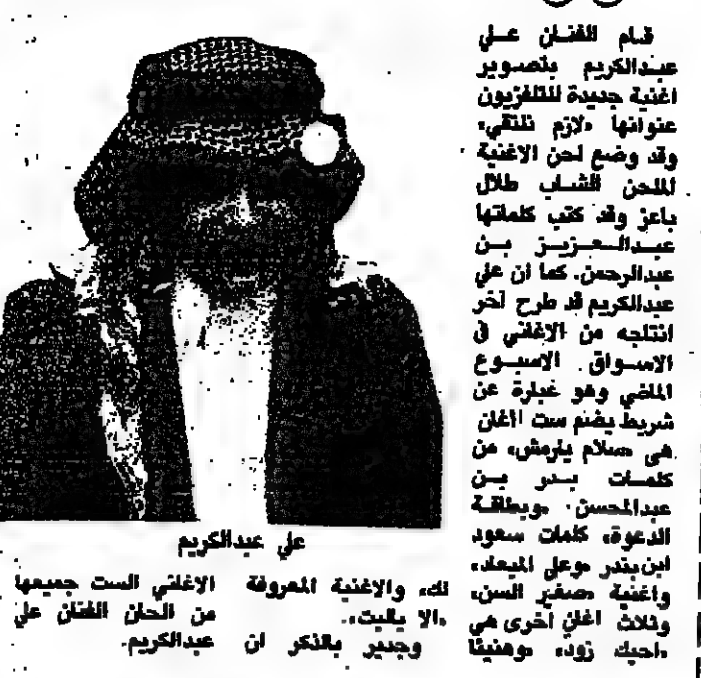 قام الفنان علي
عبدالكريم بتصوير
اغنية جديدة للتلفزيون
عنوانها «لازم نلتقي»
وقد وضع لحن الاغنية
الملحن الشاب طلال
باغر وقد كتب كلماتها
عبدالعزيز بن
عبدالرحمن. كما ان علي
عبدالكريم قد طرح آخر
انتاجه من الاغاني في
الاسواق الاسبوع
الماضي وهو عبارة عن
شريط يضم ست اغان
هي «سلام يارمش» من
كلمات بدر بن
عبدالمحسن «وبطاقة
الدعوة» كلمات سعود
ابن بندر «وعلى الميعاد»
واغنية «صغير السن»
وثلاث اغان أخرى هي
«احبك زود» «وهنيئا
لك» والاغنية المعروفة
«الا ياليت».
وجدير بالذكر ان
الاغاني الست جميعها
من الحان الفنان علي
عبدالكريم.
علي عبدالكريم